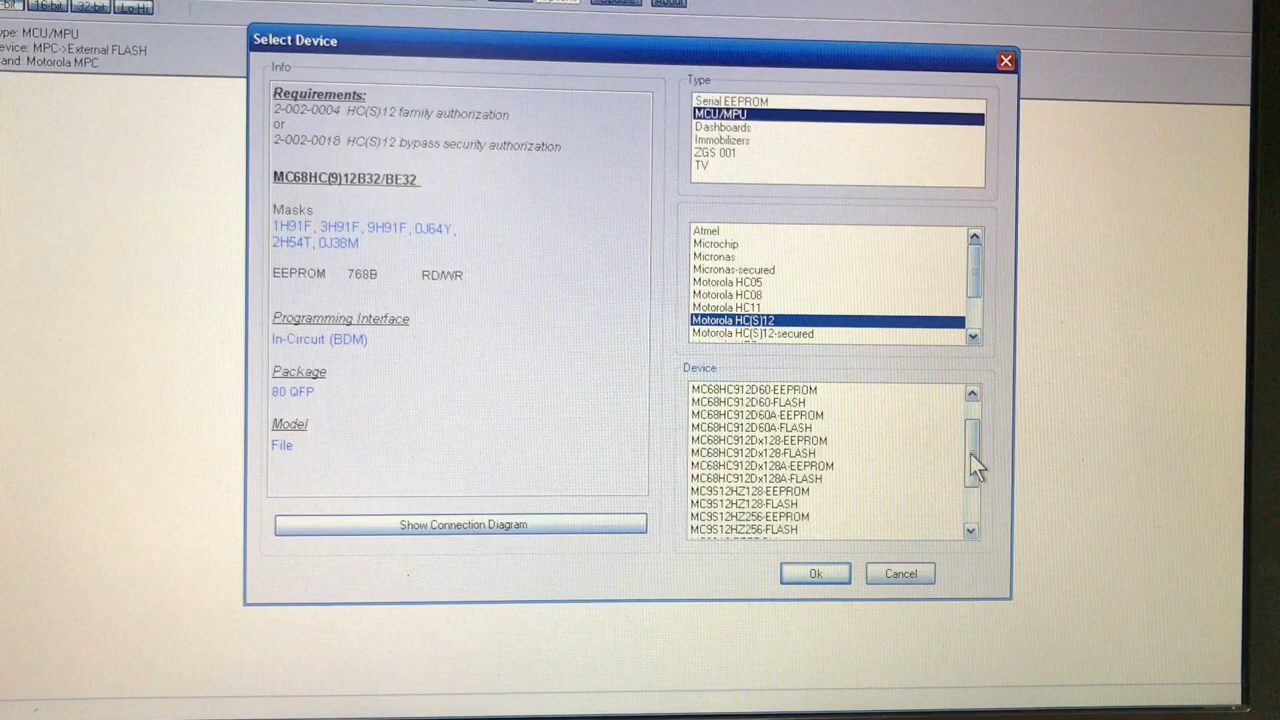 16-bit
32-bit
Lo-Hi
Update
About
MCU/MPU
MPC->External FLASH
Motorola MPC
Select Device
Info
Requirements:
2-002-0004 HC(S)12 family authorization
or
2-002-0018 HC(S)12 bypass security authorization
MC68HC(9)12B32/BE32
Masks
1H91F, 3H91F, 9H91F, 0J64Y,
2H54T, 0J38M
EEPROM 768B RD/WR
Programming Interface
In-Circuit (BDM)
Package
80 QFP
Model
File
Show Connection Diagram
Type
Serial EEPROM
MCU/MPU
Dashboards
Immobilizers
ZGS 001
TV
Atmel
Microchip
Micronas
Micronas-secured
Motorola HC05
Motorola HC08
Motorola HC11
Motorola HC(S)12
Motorola HC(S)12-secured
Device
MC68HC912D60-EEPROM
MC68HC912D60-FLASH
MC68HC912D60A-EEPROM
MC68HC912D60A-FLASH
MC68HC912Dx128-EEPROM
MC68HC912Dx128-FLASH
MC68HC912Dx128A-EEPROM
MC68HC912Dx128A-FLASH
MC9S12HZ128-EEPROM
MC9S12HZ128-FLASH
MC9S12HZ256-EEPROM
MC9S12HZ256-FLASH
Ok
Cancel